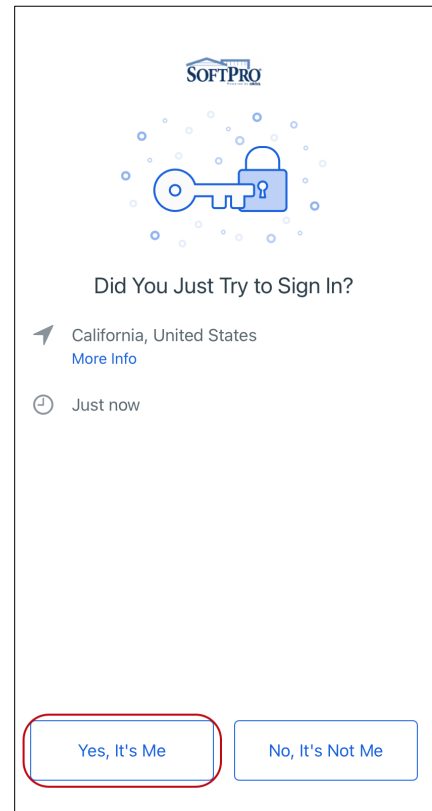 SOFTPRO
Did You Just Try to Sign In?
California, United States
More Info
Just now
Yes, It's Me
No, It's Not Me